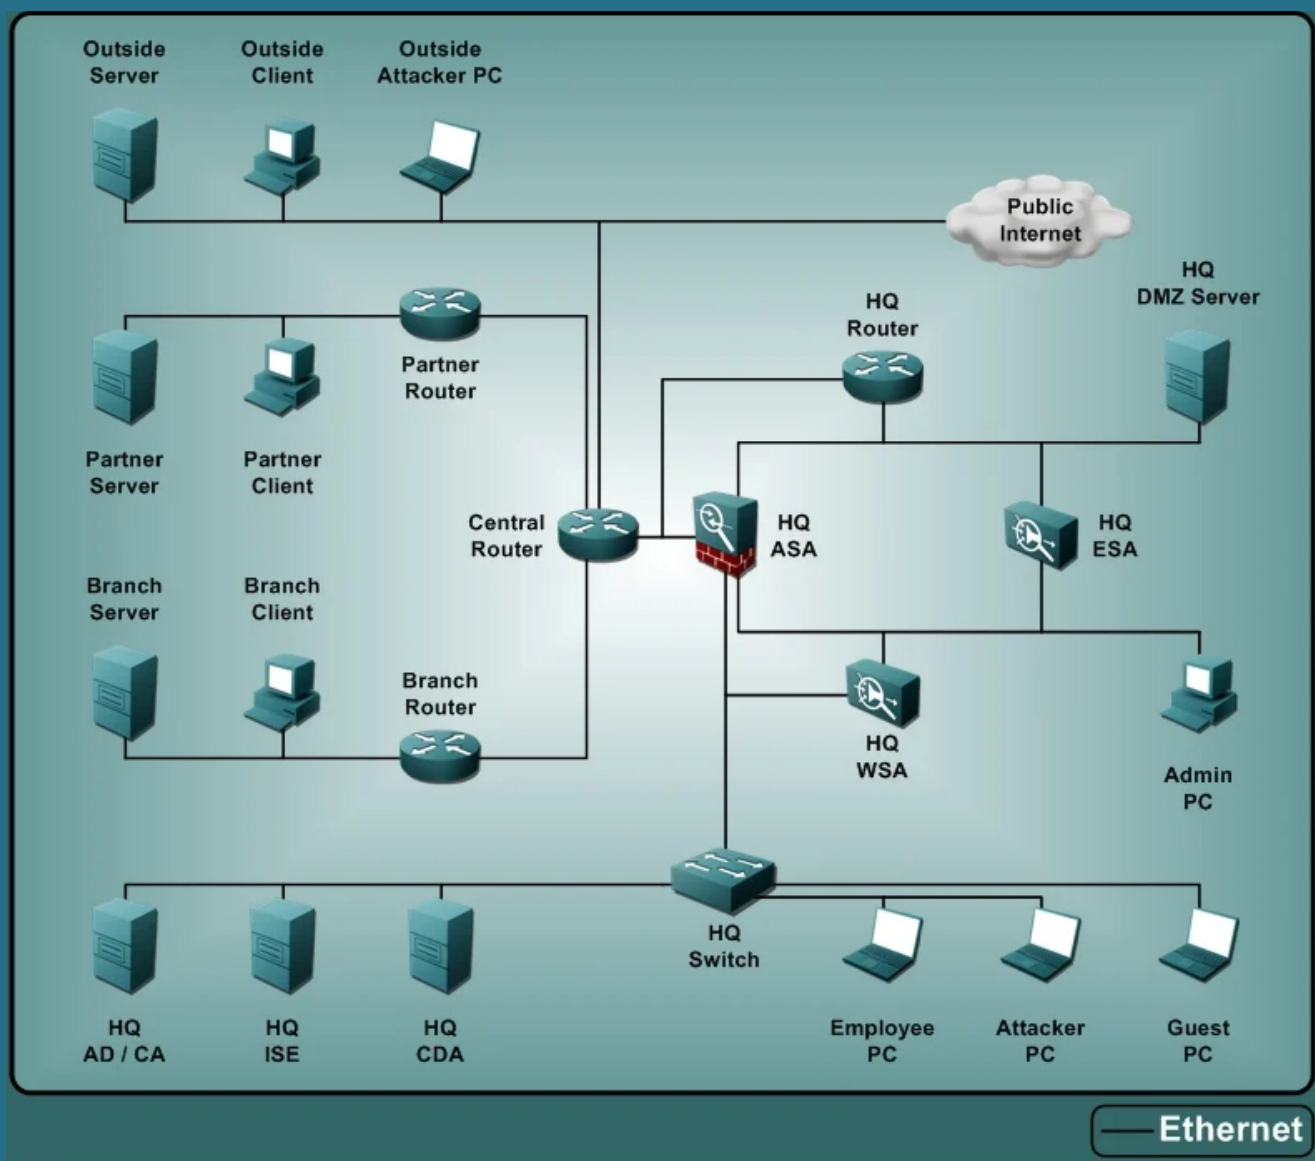 Outside
Server
Outside
Client
Outside
Attacker PC
Public
Internet
HQ
DMZ Server
HQ
Router
Partner
Router
Partner
Server
Partner
Client
Central
Router
HQ
ASA
HQ
ESA
Branch
Server
Branch
Client
Branch
Router
HQ
WSA
Admin
PC
HQ
Switch
HQ
AD / CA
HQ
ISE
HQ
CDA
Employee
PC
Attacker
PC
Guest
PC
Ethernet